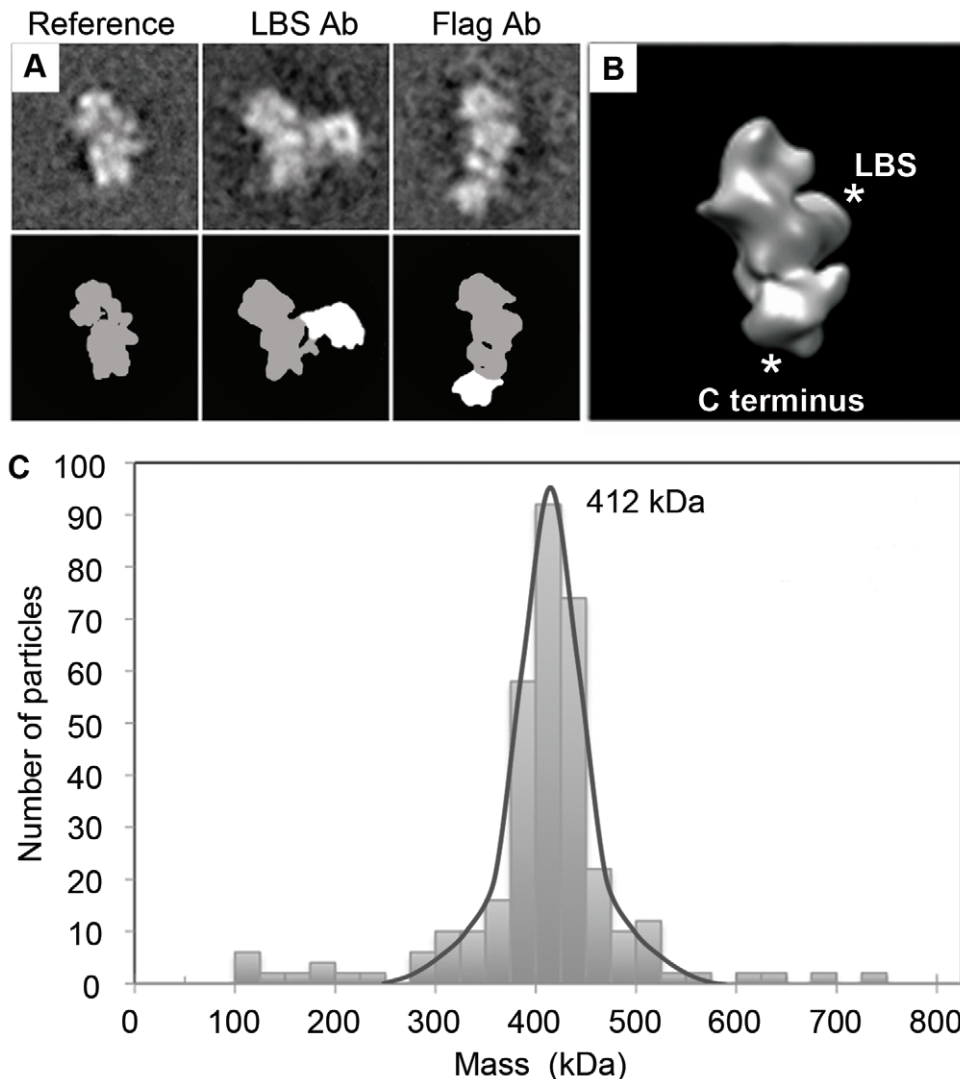 Reference LBS Ab Flag Ab
A
B
LBS
*
*
C terminus
C
100
90
80
70
60
50
40
30
20
10
0
Number of particles
412 kDa
0 100 200 300 400 500 600 700 800
Mass (kDa)